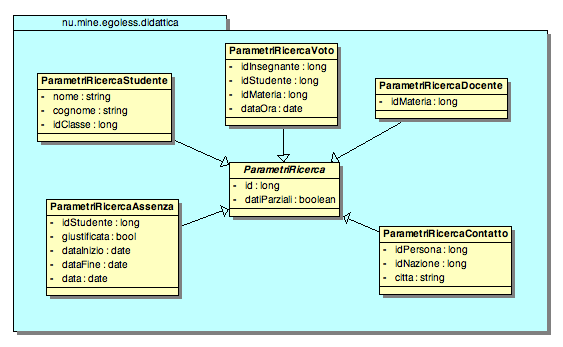 nu.mine.egoless.didattica
ParametriRicercaVoto
- idInsegnante : long
- idStudente : long
- idMateria : long
- dataOra : date
ParametriRicercaStudente
- nome : string
- cognome : string
- idClasse : long
ParametriRicercaDocente
- idMateria : long
ParametriRicerca
- id : long
- datiParziali : boolean
ParametriRicercaAssenza
- idStudente : long
- giustificata : bool
- dataInizio : date
- dataFine : date
- data : date
ParametriRicercaContatto
- idPersona : long
- idNazione : long
- citta : string